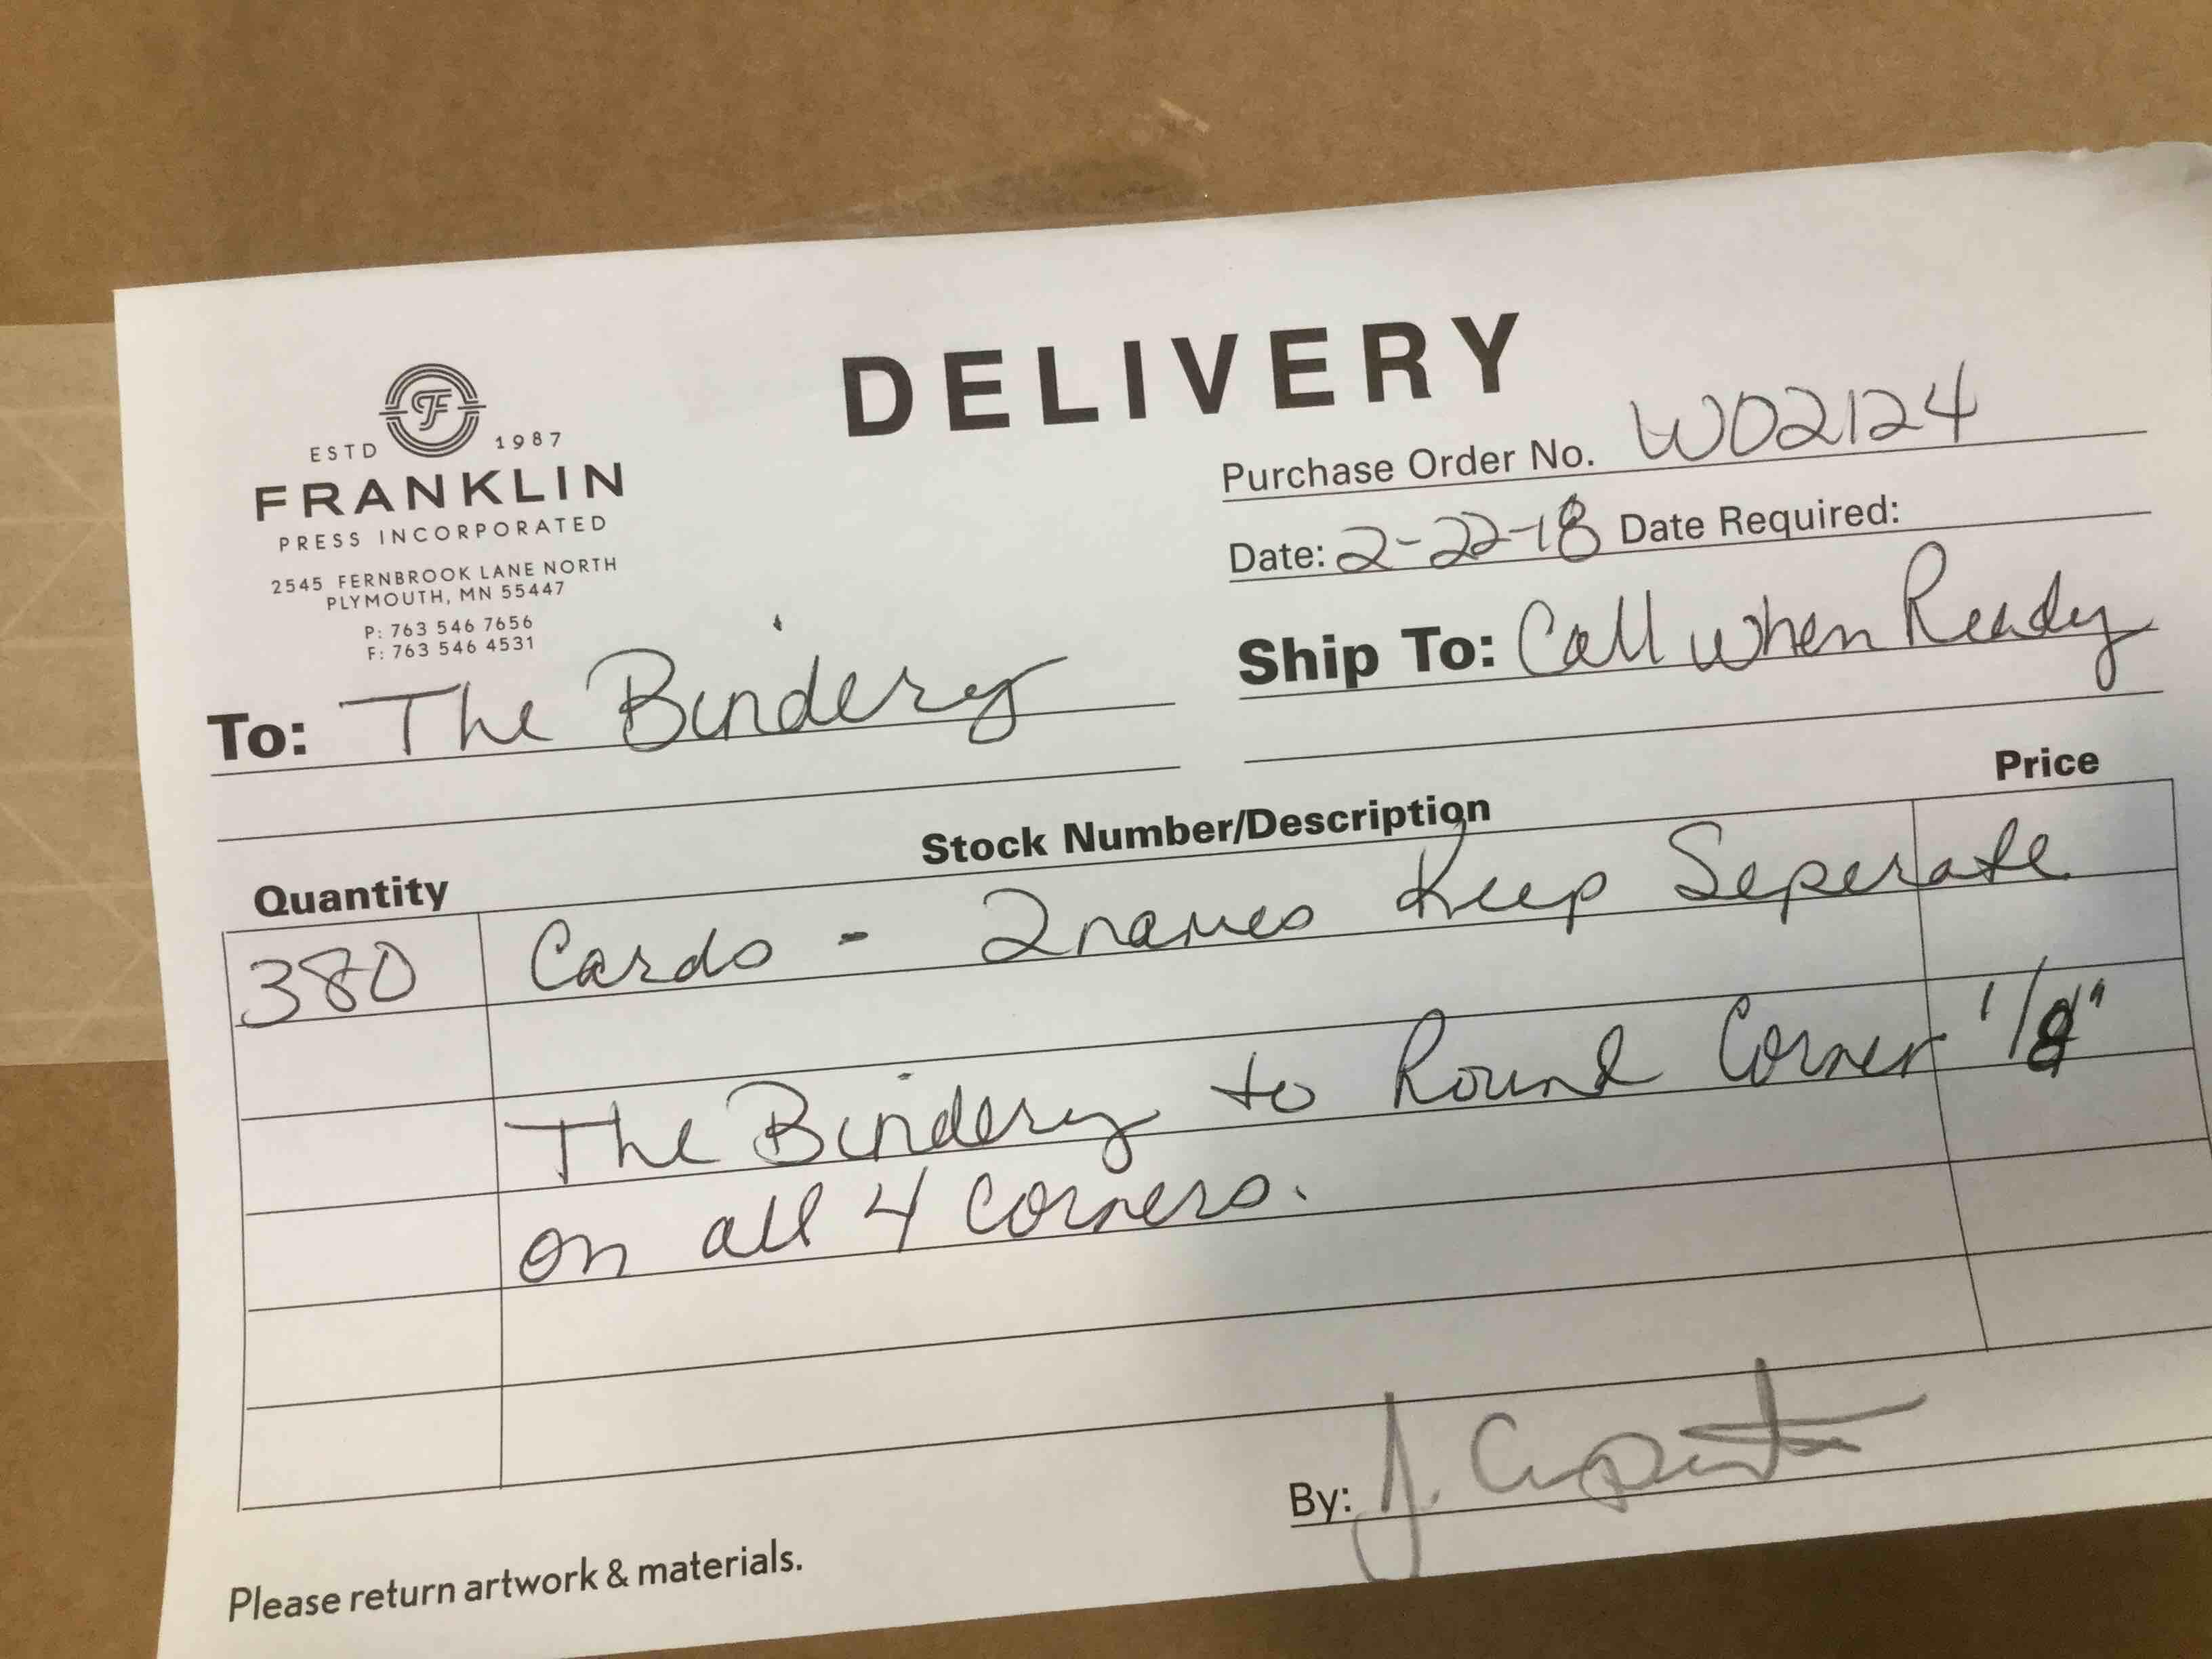 DELIVERY
ESTD 1987
FRANKLIN
PRESS INCORPORATED
2545 FERNBROOK LANE NORTH
PLYMOUTH, MN 55447
P: 763 546 7656
F: 763 546 4531
Purchase Order No. WO2124
Date: 2-22-18 Date Required:
To: The Bindery
Ship To: Call when Ready
Quantity Stock Number/Description Price
380 Cards - 2 names Keep Seperate
The Bindery to Round Corner 1/8"
on all 4 corners.
By: J.
Please return artwork & materials.